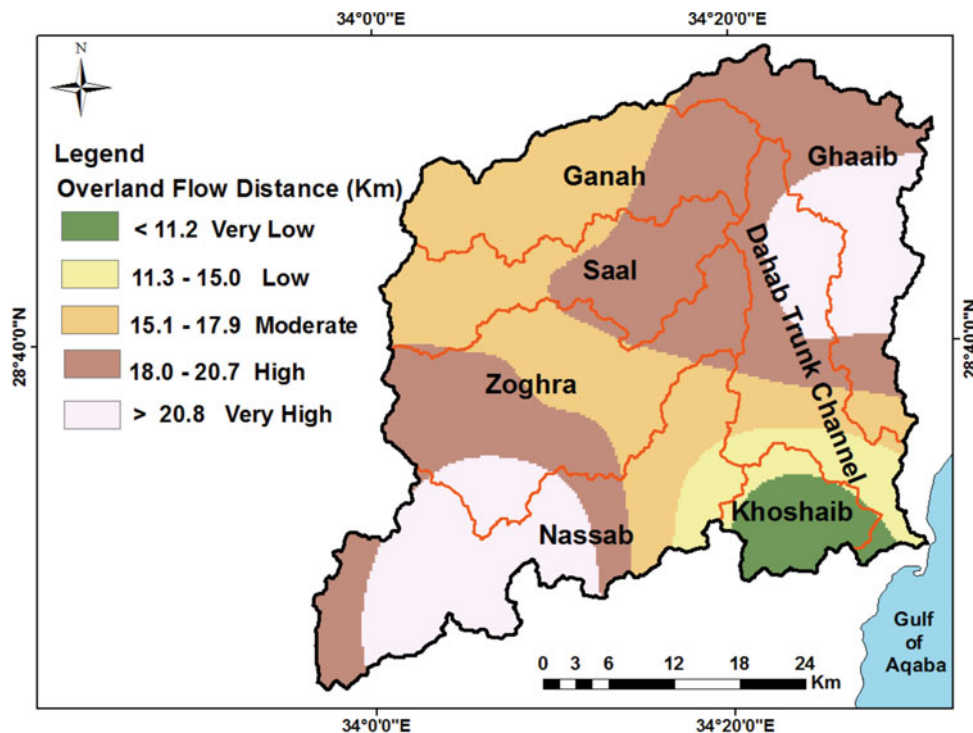 34°0'0"E
34°20'0"E
N
Legend
Overland Flow Distance (Km)
< 11.2 Very Low
11.3 - 15.0 Low
15.1 - 17.9 Moderate
18.0 - 20.7 High
> 20.8 Very High
28°40'0"N
28°40'0"N
Ganah
Ghaaib
Saal
Dahab Trunk Channel
Zoghra
Khoshaib
Nassab
Gulf
of
Aqaba
0 3 6 12 18 24
Km
34°0'0"E
34°20'0"E